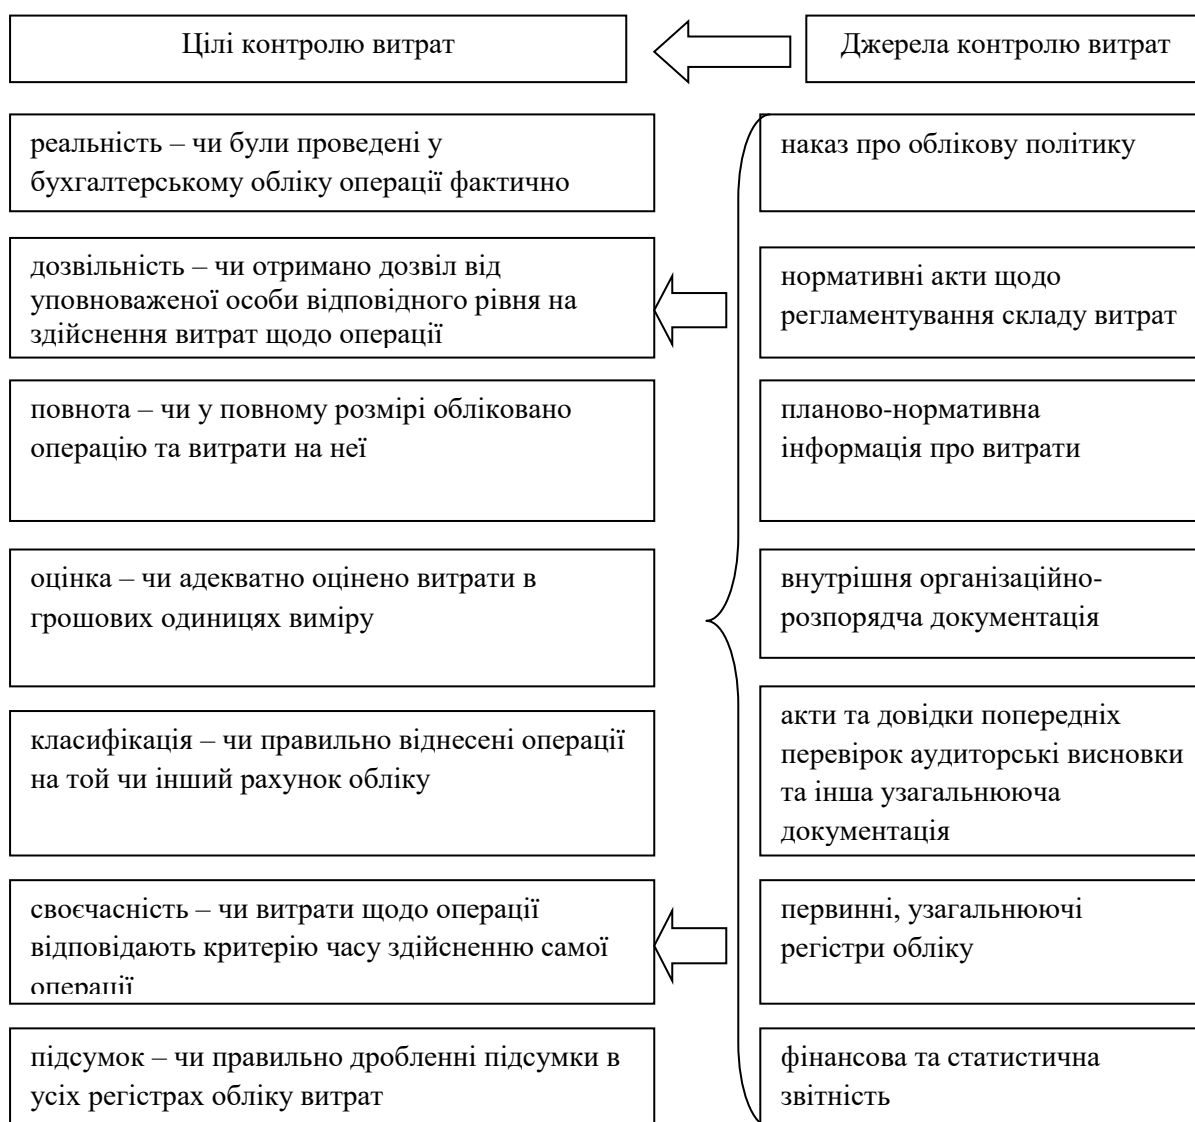 Цілі контролю витрат
Джерела контролю витрат
реальність – чи були проведені у
бухгалтерському обліку операції фактично
наказ про облікову політику
дозвільність – чи отримано дозвіл від
уповноваженої особи відповідного рівня на
здійснення витрат щодо операції
нормативні акти щодо
регламентування складу витрат
повнота – чи у повному розмірі обліковано
операцію та витрати на неї
планово-нормативна
інформація про витрати
оцінка – чи адекватно оцінено витрати в
грошових одиницях виміру
внутрішня організаційно-
розпорядча документація
класифікація – чи правильно віднесені операції
на той чи інший рахунок обліку
акти та довідки попередніх
перевірок аудиторські висновки
та інша узагальнююча
документація
своєчасність – чи витрати щодо операції
відповідають критерію часу здійсненню самої
операції
первинні, узагальнюючі
регістри обліку
підсумок – чи правильно дробленні підсумки в
усіх регістрах обліку витрат
фінансова та статистична
звітність